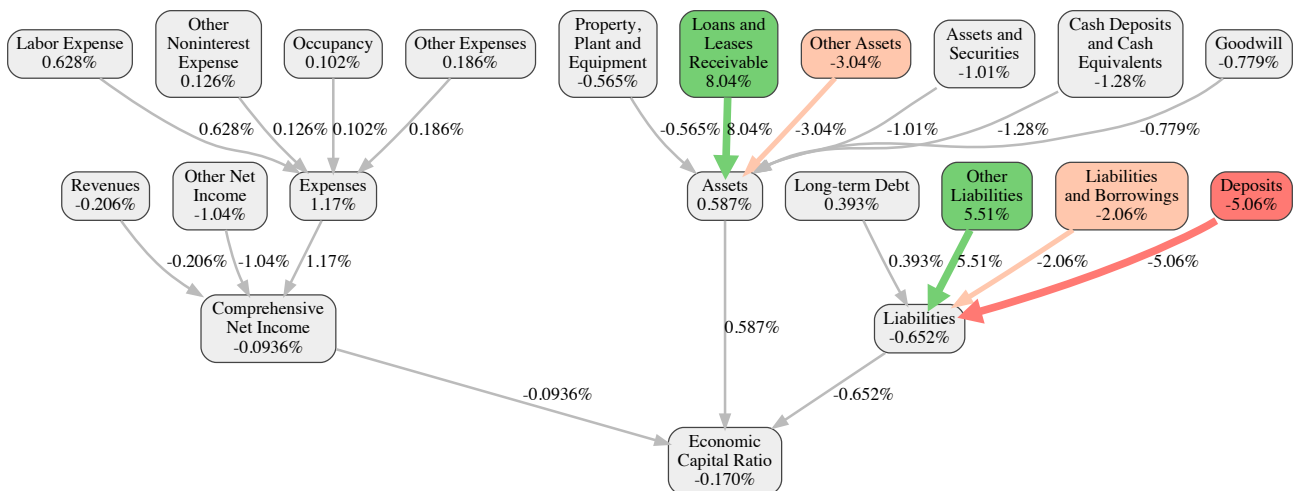 Labor Expense
0.628%
Other
Noninterest
Expense
0.126%
Occupancy
0.102%
Other Expenses
0.186%
Property,
Plant and
Equipment
-0.565%
Loans and
Leases
Receivable
8.04%
Other Assets
-3.04%
Assets and
Securities
-1.01%
Cash Deposits
and Cash
Equivalents
-1.28%
Goodwill
-0.779%
0.628%
0.126%
0.102%
0.186%
-0.565%
8.04%
-3.04%
-1.01%
-1.28%
-0.779%
Revenues
-0.206%
Other Net
Income
-1.04%
Expenses
1.17%
Assets
0.587%
Long-term Debt
0.393%
Other
Liabilities
5.51%
Liabilities
and Borrowings
-2.06%
Deposits
-5.06%
-0.206%
-1.04%
1.17%
0.393%
5.51%
-2.06%
-5.06%
Comprehensive
Net Income
-0.0936%
0.587%
Liabilities
-0.652%
-0.0936%
-0.652%
Economic
Capital Ratio
-0.170%